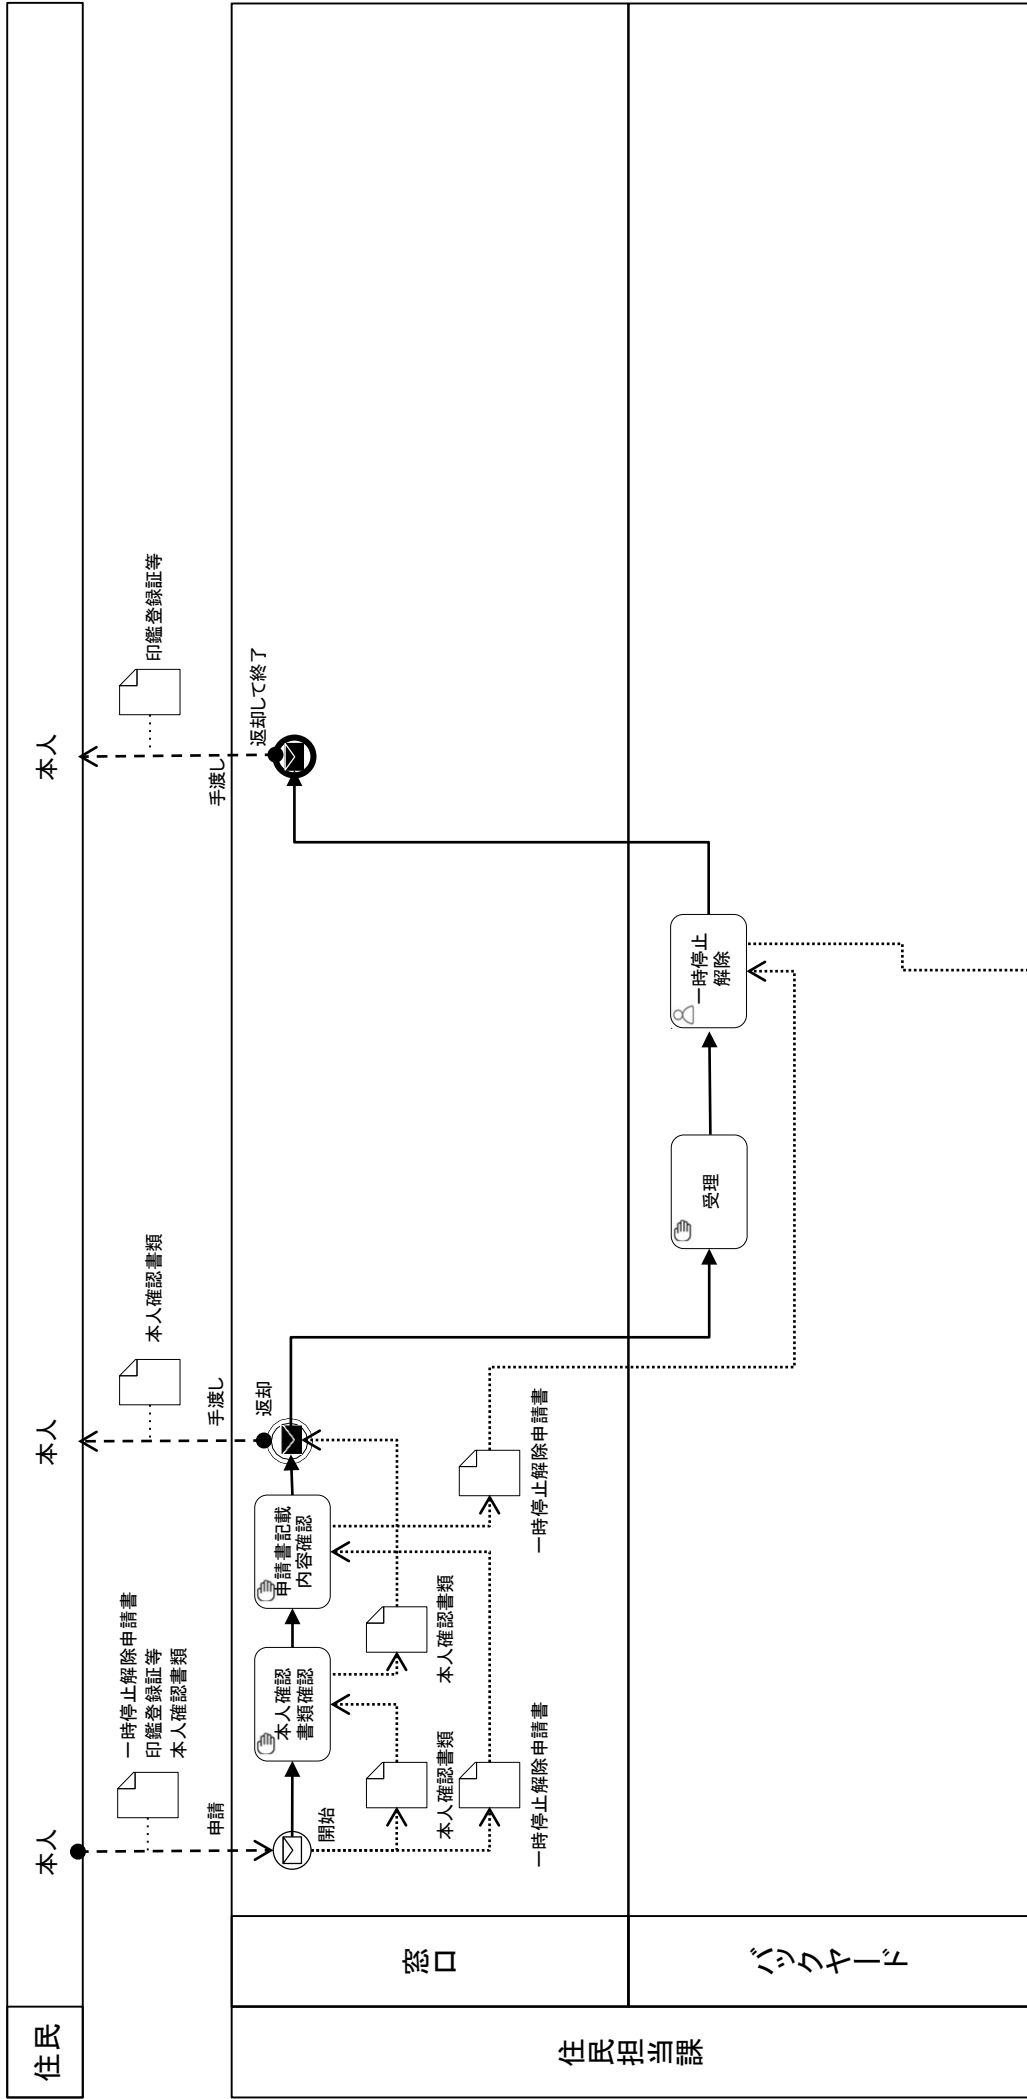 住民
本人
本人
本人
一時停止解除申請書
印鑑登録証等
本人確認書類
本人確認書類
印鑑登録証等
申請
手渡し
手渡し
住民担当課
窓口
開始
本人確認
書類確認
申請書記載
内容確認
返却
返却して終了
本人確認書類
本人確認書類
一時停止解除申請書
一時停止解除申請書
バックヤード
受理
一時停止
解除